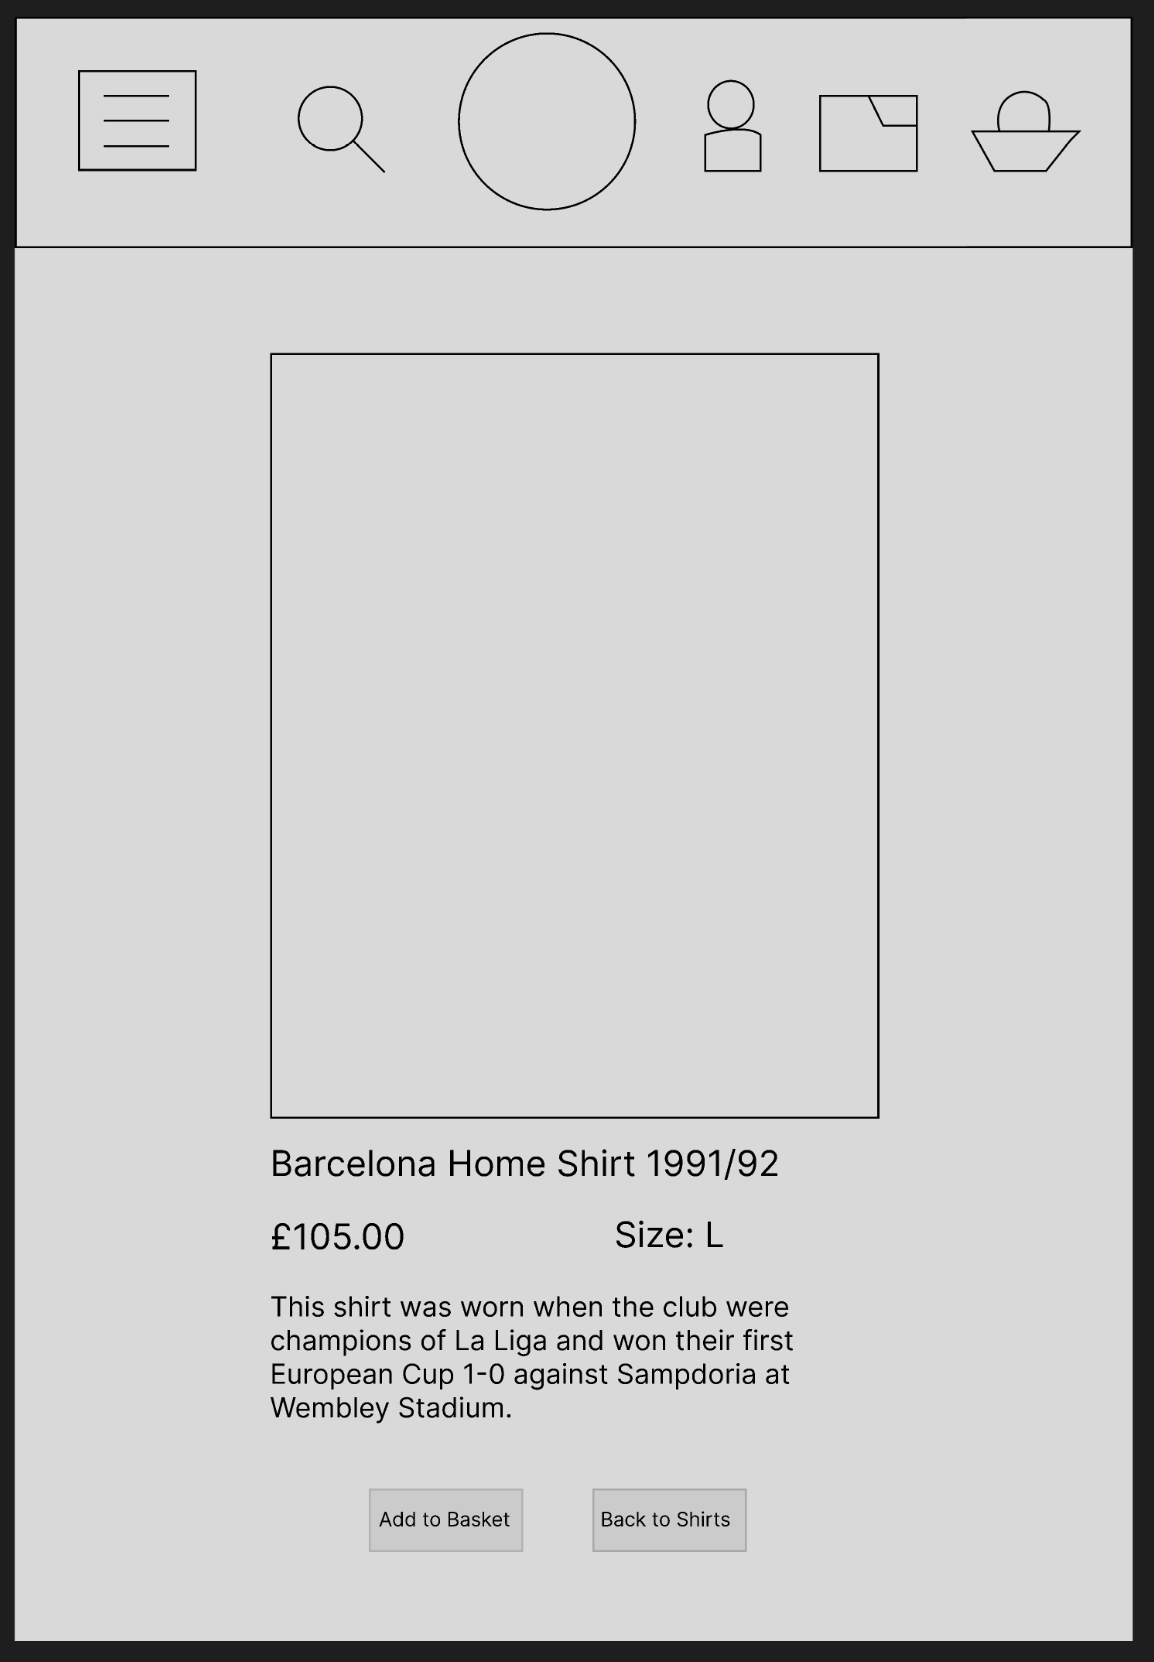 Barcelona Home Shirt 1991/92
£105.00 Size: L
This shirt was worn when the club were
champions of La Liga and won their first
European Cup 1-0 against Sampdoria at
Wembley Stadium.
Add to Basket Back to Shirts